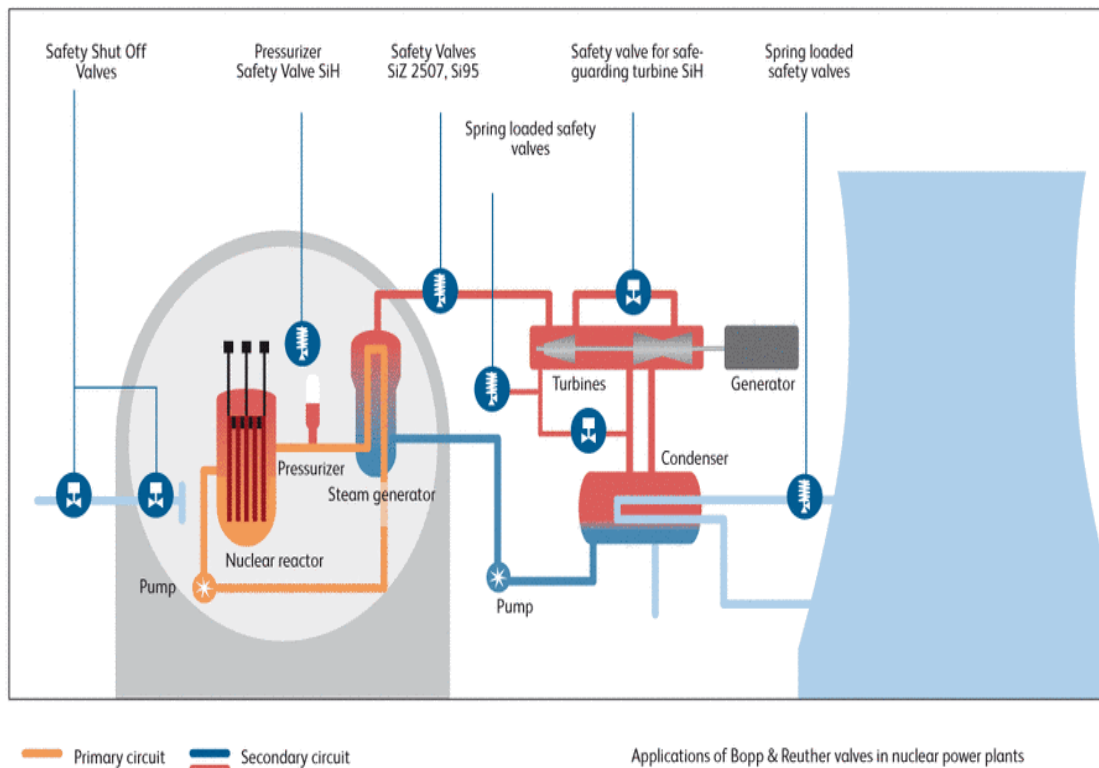 Safety Shut Off
Valves
Pressurizer
Safety Valve SiH
Safety Valves
SiZ 2507, Si95
Safety valve for safe-
guarding turbine SiH
Spring loaded
safety valves
Spring loaded safety
valves
Turbines
Generator
Condenser
Pressurizer
Steam generator
Nuclear reactor
Pump
Pump
Primary circuit
Secondary circuit
Applications of Bopp & Reuther valves in nuclear power plants